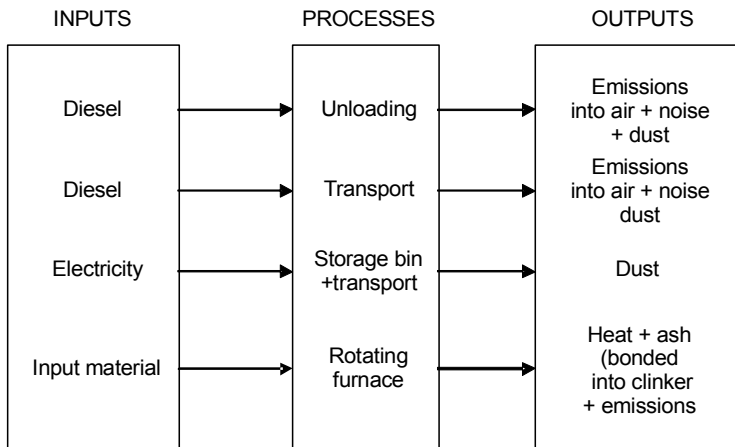 INPUTS PROCESSES OUTPUTS
Diesel
Unloading
Emissions
into air + noise
+ dust
Diesel
Transport
Emissions
into air + noise
dust
Electricity
Storage bin
+transport
Dust
Input material
Rotating
furnace
Heat + ash
(bonded
into clinker
+ emissions